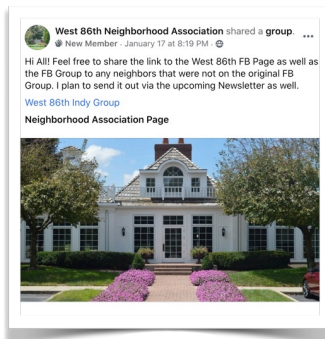 West 86th Neighborhood Association shared a group.
New Member · January 17 at 8:19 PM ·
Hi All! Feel free to share the link to the West 86th FB Page as well as
the FB Group to any neighbors that were not on the original FB
Group. I plan to send it out via the upcoming Newsletter as well.
West 86th Indy Group
Neighborhood Association Page